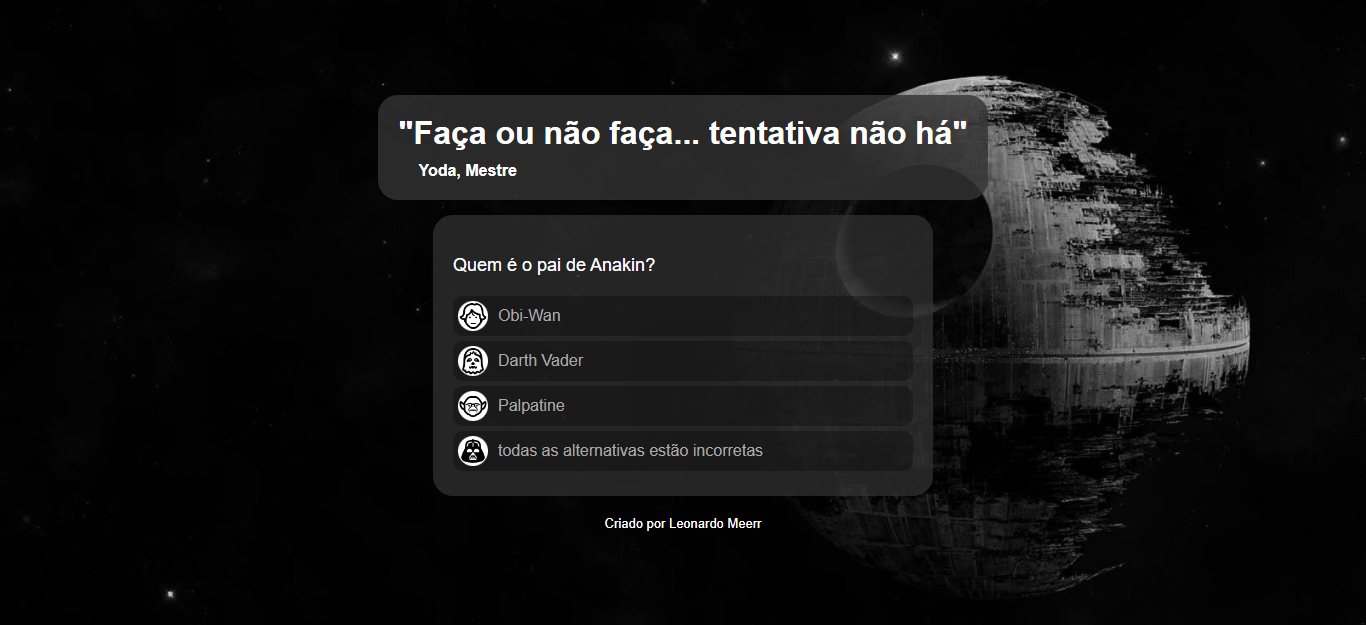 "Faça ou não faça... tentativa não há"
Yoda, Mestre
Quem é o pai de Anakin?
Obi-Wan
Darth Vader
Palpatine
todas as alternativas estão incorretas
Criado por Leonardo Meerr